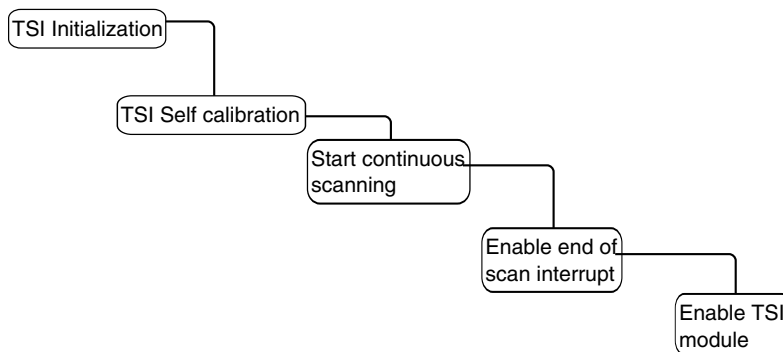 TSI Initialization
TSI Self calibration
Start continuous
scanning
Enable end of
scan interrupt
Enable TSI
module